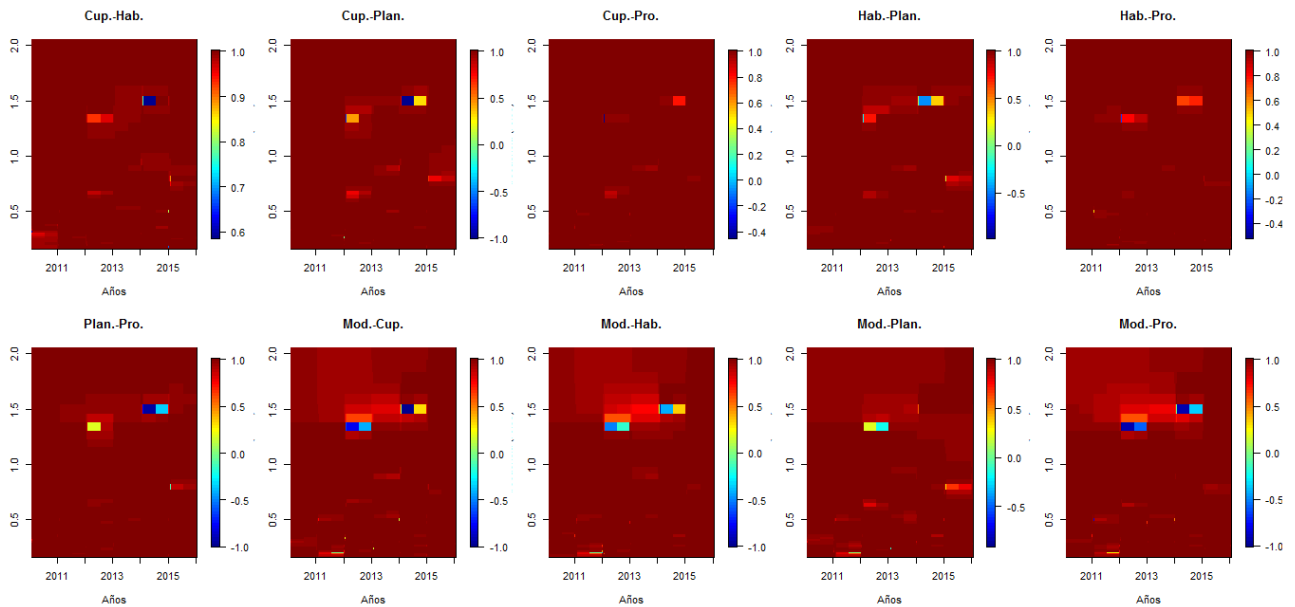 Cup.-Hab. Cup.-Plan. Cup.-Pro. Hab.-Plan. Hab.-Pro.
2.0 1.0 2.0 1.0 2.0 1.0 2.0 1.0 2.0 1.0
1.5 0.9 1.5 0.5 1.5 0.8 1.5 0.5 1.5 0.8
1.0 0.8 1.0 0.0 1.0 0.6 1.0 0.0 1.0 0.6
0.5 0.7 0.5 -0.5 0.5 0.4 0.5 -0.5 0.5 0.4
0.6 -1.0 0.2 0.2
0.0 0.0
-0.2 -0.2
-0.4 -0.4
2011 2013 2015 2011 2013 2015 2011 2013 2015 2011 2013 2015 2011 2013 2015
Años Años Años Años Años
Plan.-Pro. Mod.-Cup. Mod.-Hab. Mod.-Plan. Mod.-Pro.
2.0 1.0 2.0 1.0 2.0 1.0 2.0 1.0 2.0 1.0
1.5 0.5 1.5 0.5 1.5 0.5 1.5 0.5 1.5 0.5
1.0 0.0 1.0 0.0 1.0 0.0 1.0 0.0 1.0 0.0
0.5 -0.5 0.5 -0.5 0.5 -0.5 0.5 -0.5 0.5 -0.5
-1.0 -1.0 -1.0 -1.0
2011 2013 2015 2011 2013 2015 2011 2013 2015 2011 2013 2015 2011 2013 2015
Años Años Años Años Años